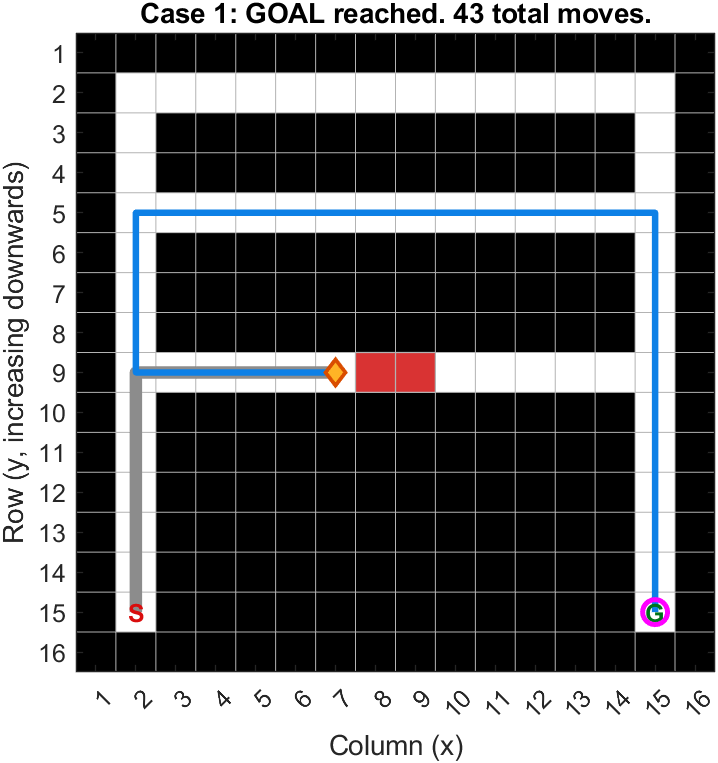 Case 1: GOAL reached. 43 total moves.
Row (y, increasing downwards)
1
2
3
4
5
6
7
8
9
10
11
12
13
14
15
16
S
G
1 2 3 4 5 6 7 8 9 10 11 12 13 14 15 16
Column (x)